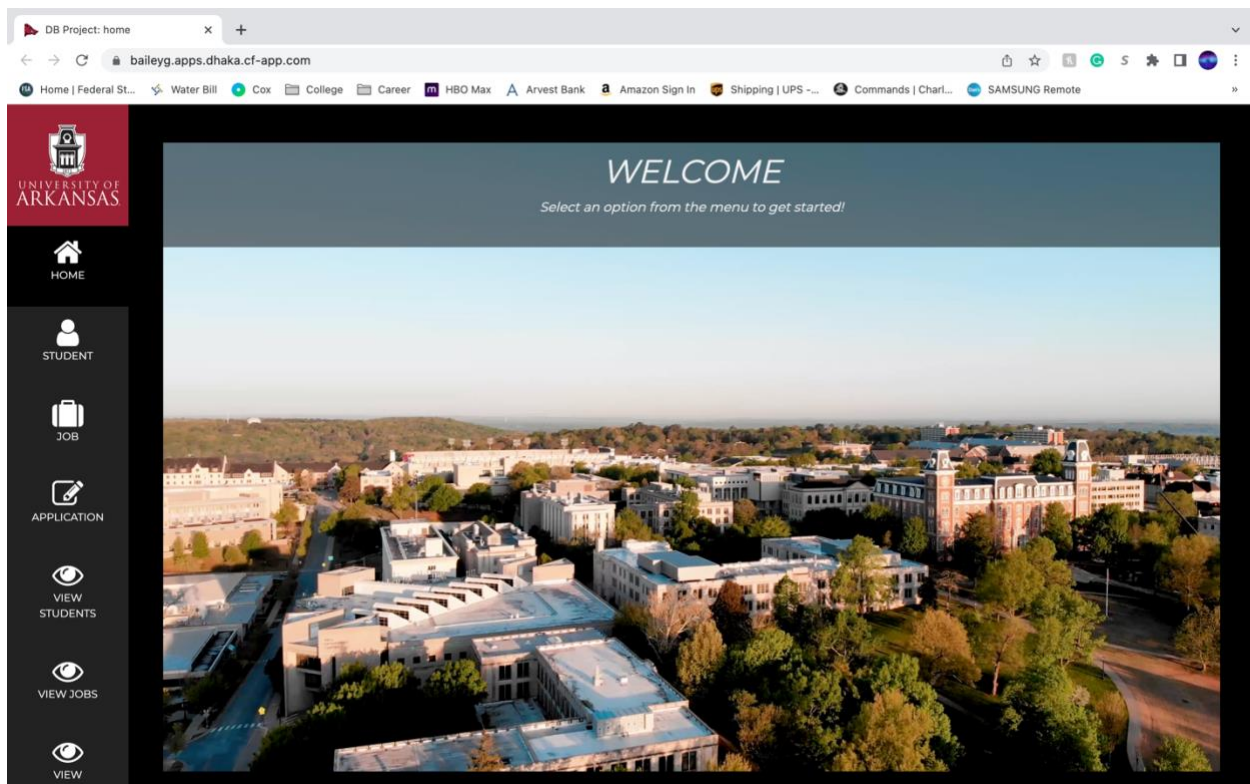 DB Project: home
baileyg.apps.dhaka.cf-app.com
Home | Federal St... Water Bill Cox College Career HBO Max Arvest Bank Amazon Sign In Shipping | UPS -... Commands | Charl... SAMSUNG Remote
UNIVERSITY OF
ARKANSAS
WELCOME
Select an option from the menu to get started!
HOME
STUDENT
JOB
APPLICATION
VIEW
STUDENTS
VIEW JOBS
VIEW